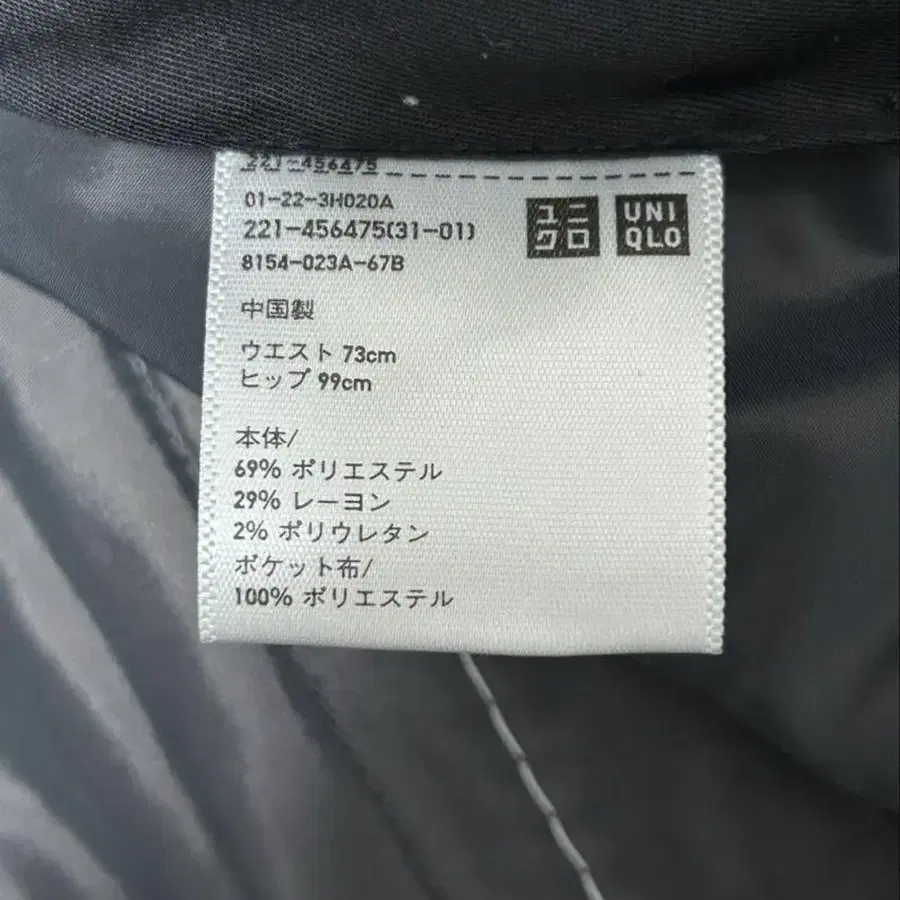 221-456475
01-22-3H020A
221-456475(31-01)
8154-023A-67B
ユニ
クロ
UNI
QLO
中国製
ウエスト 73cm
ヒップ 99cm
本体/
69% ポリエステル
29% レーヨン
2% ポリウレタン
ポケット布/
100% ポリエステル